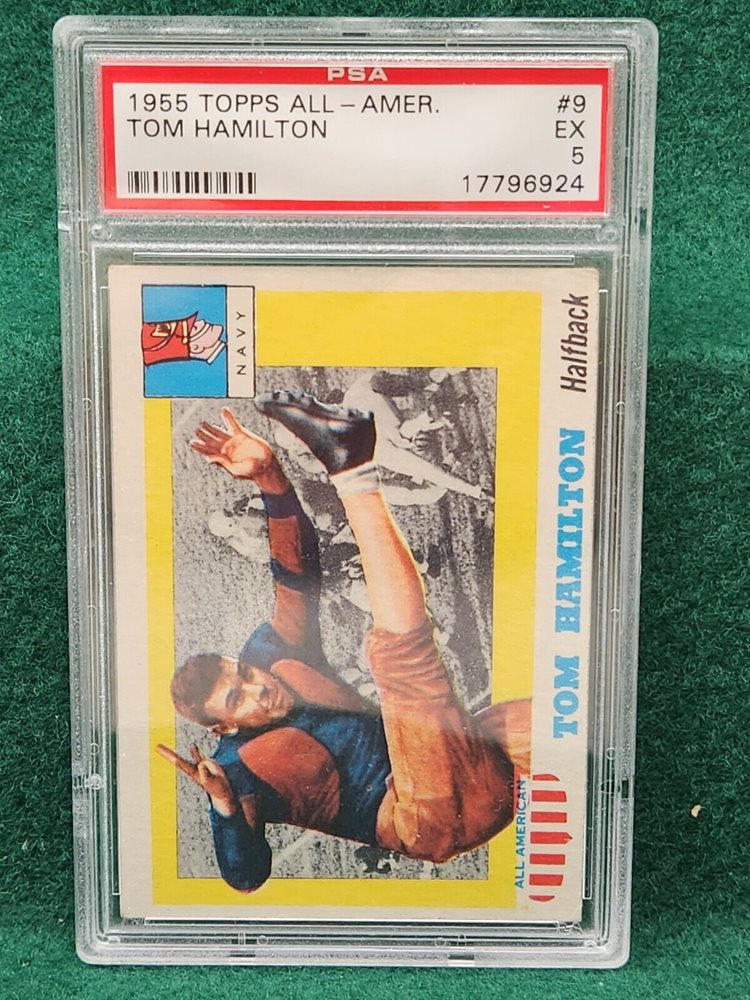 PSA
1955 TOPPS ALL-AMER. #9
TOM HAMILTON EX
5
17796924
NAVY
TOM HAMILTON Halfback
ALL AMERICAN